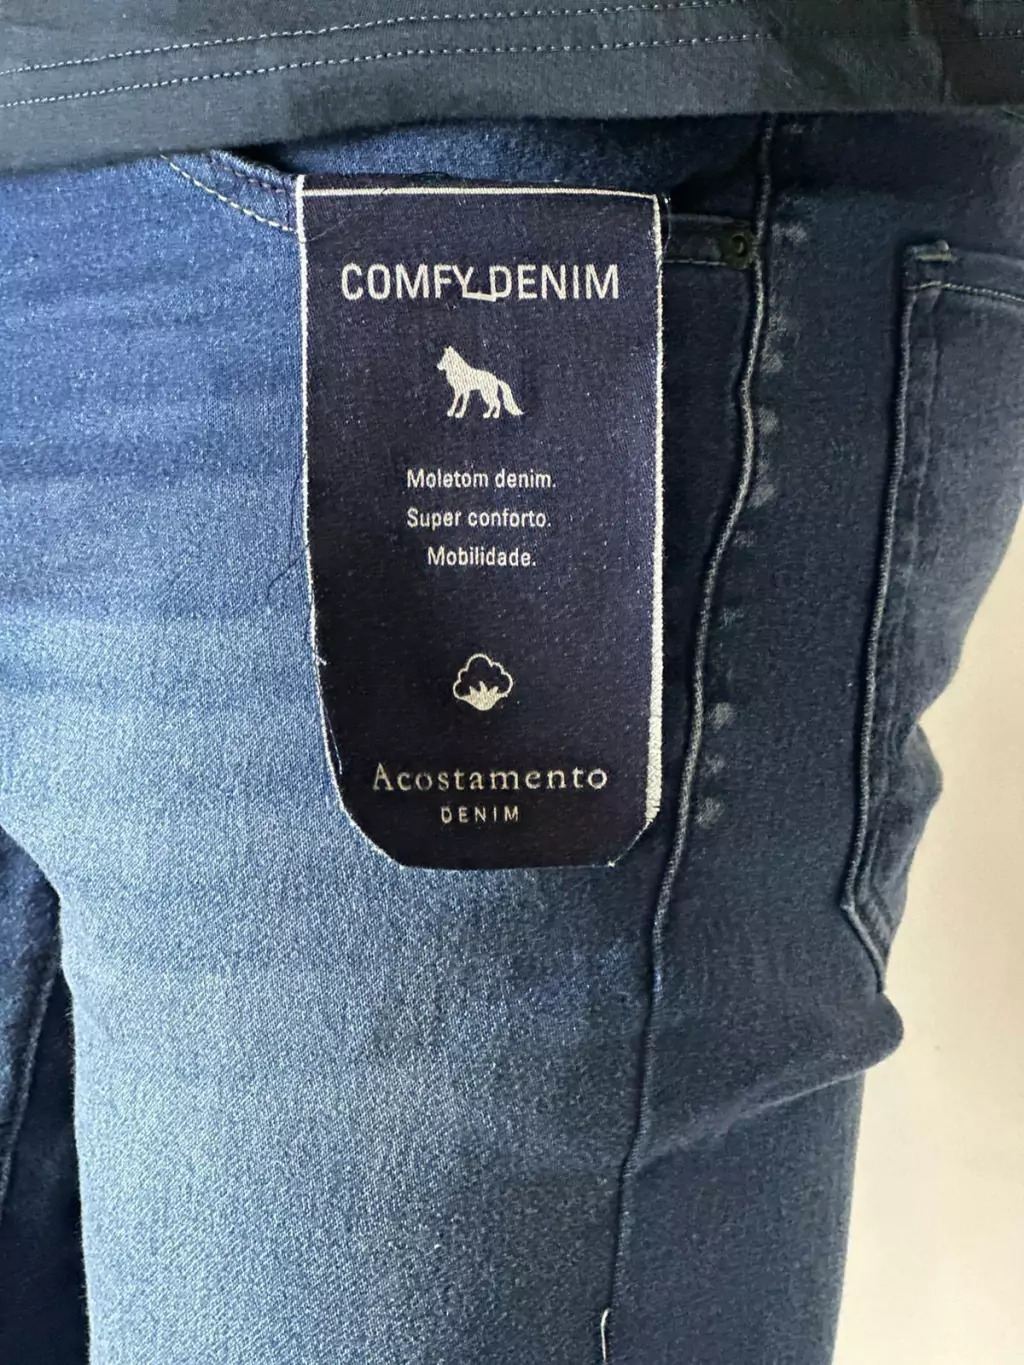 COMFY DENIM
Moletom denim.
Super conforto.
Mobilidade.
Acostamento
DENIM